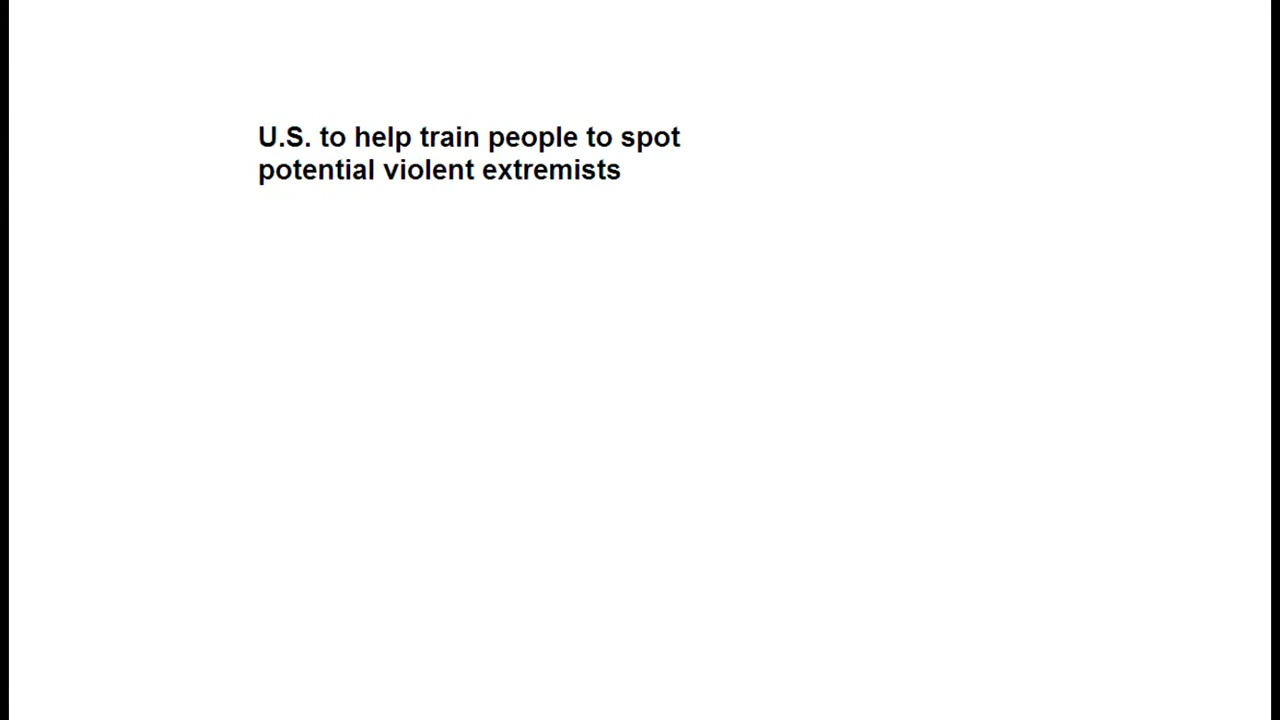 U.S. to help train people to spot
potential violent extremists